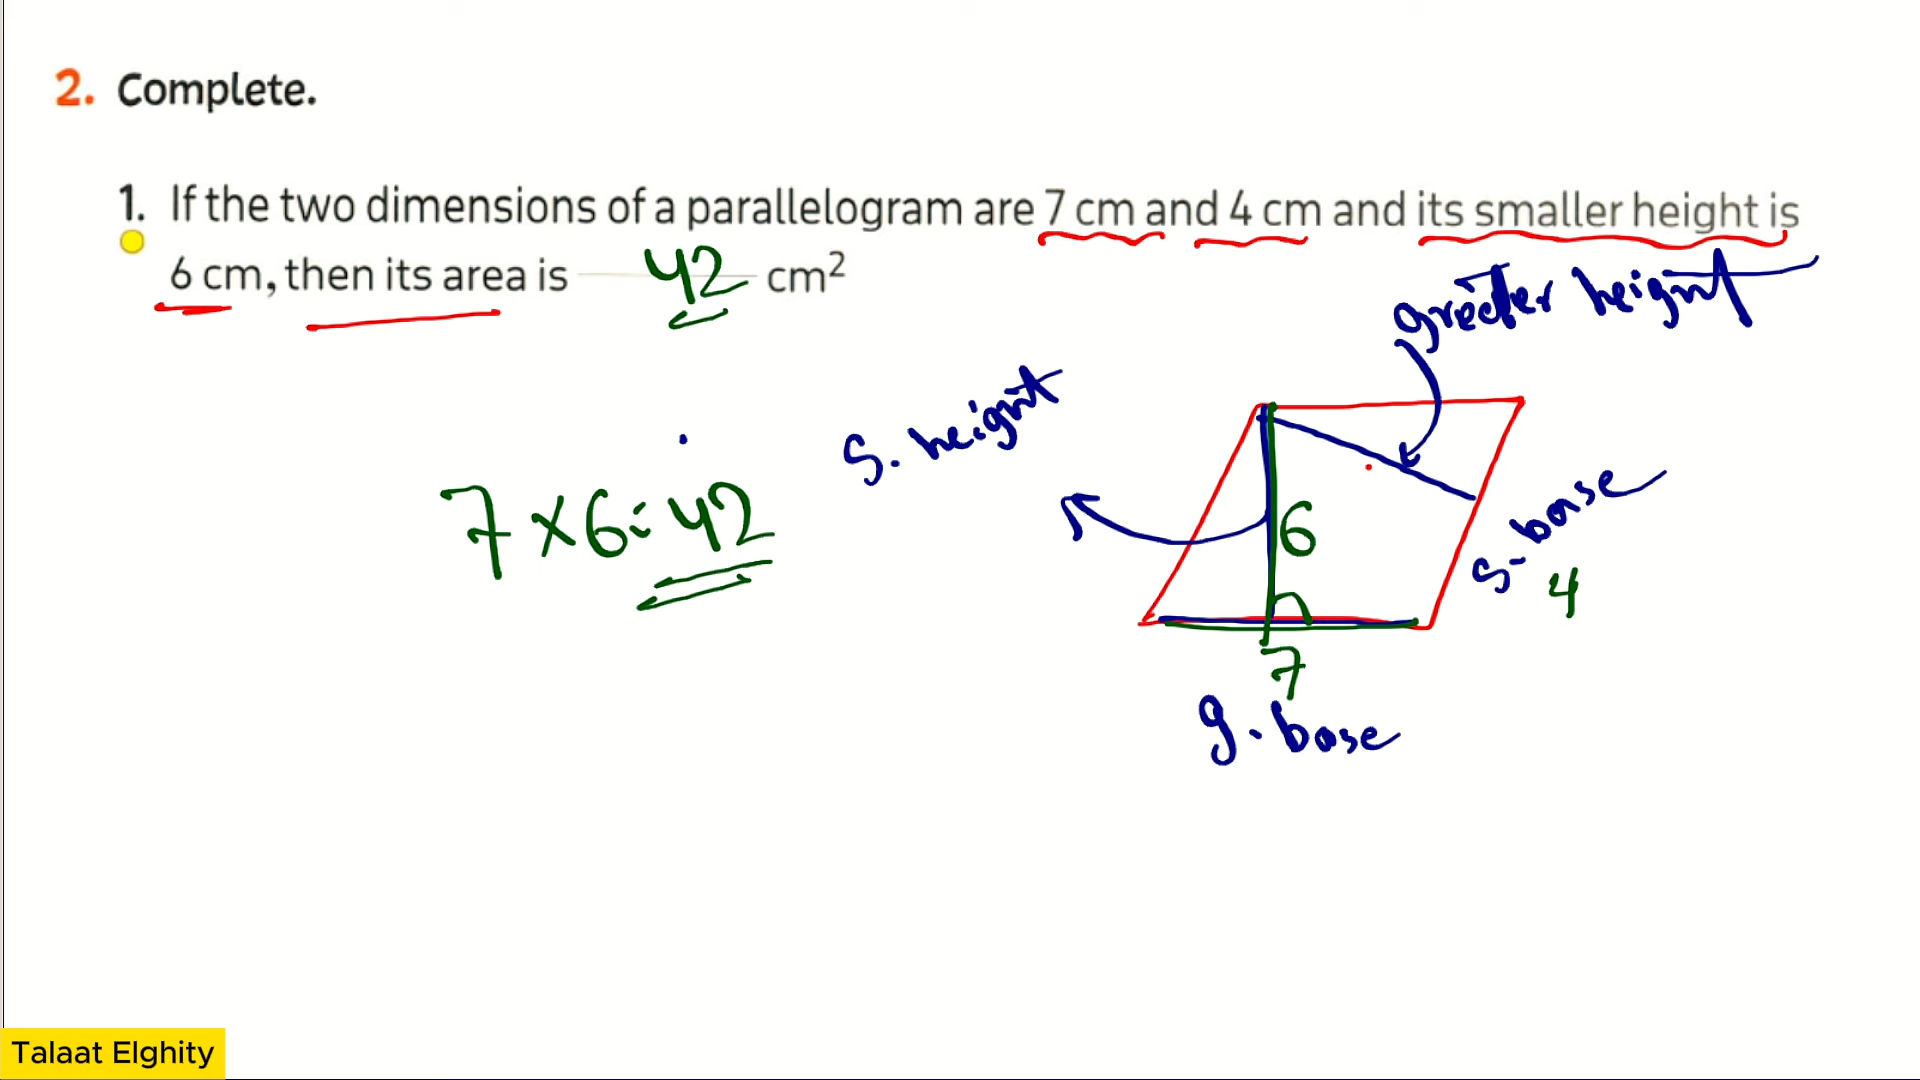 2. Complete.
1. If the two dimensions of a parallelogram are 7 cm and 4 cm and its smaller height is
6 cm, then its area is 42 cm²
greater height
S. height
7 × 6 = 42
6
S. base
4
7
g. base
Talaat Elghity